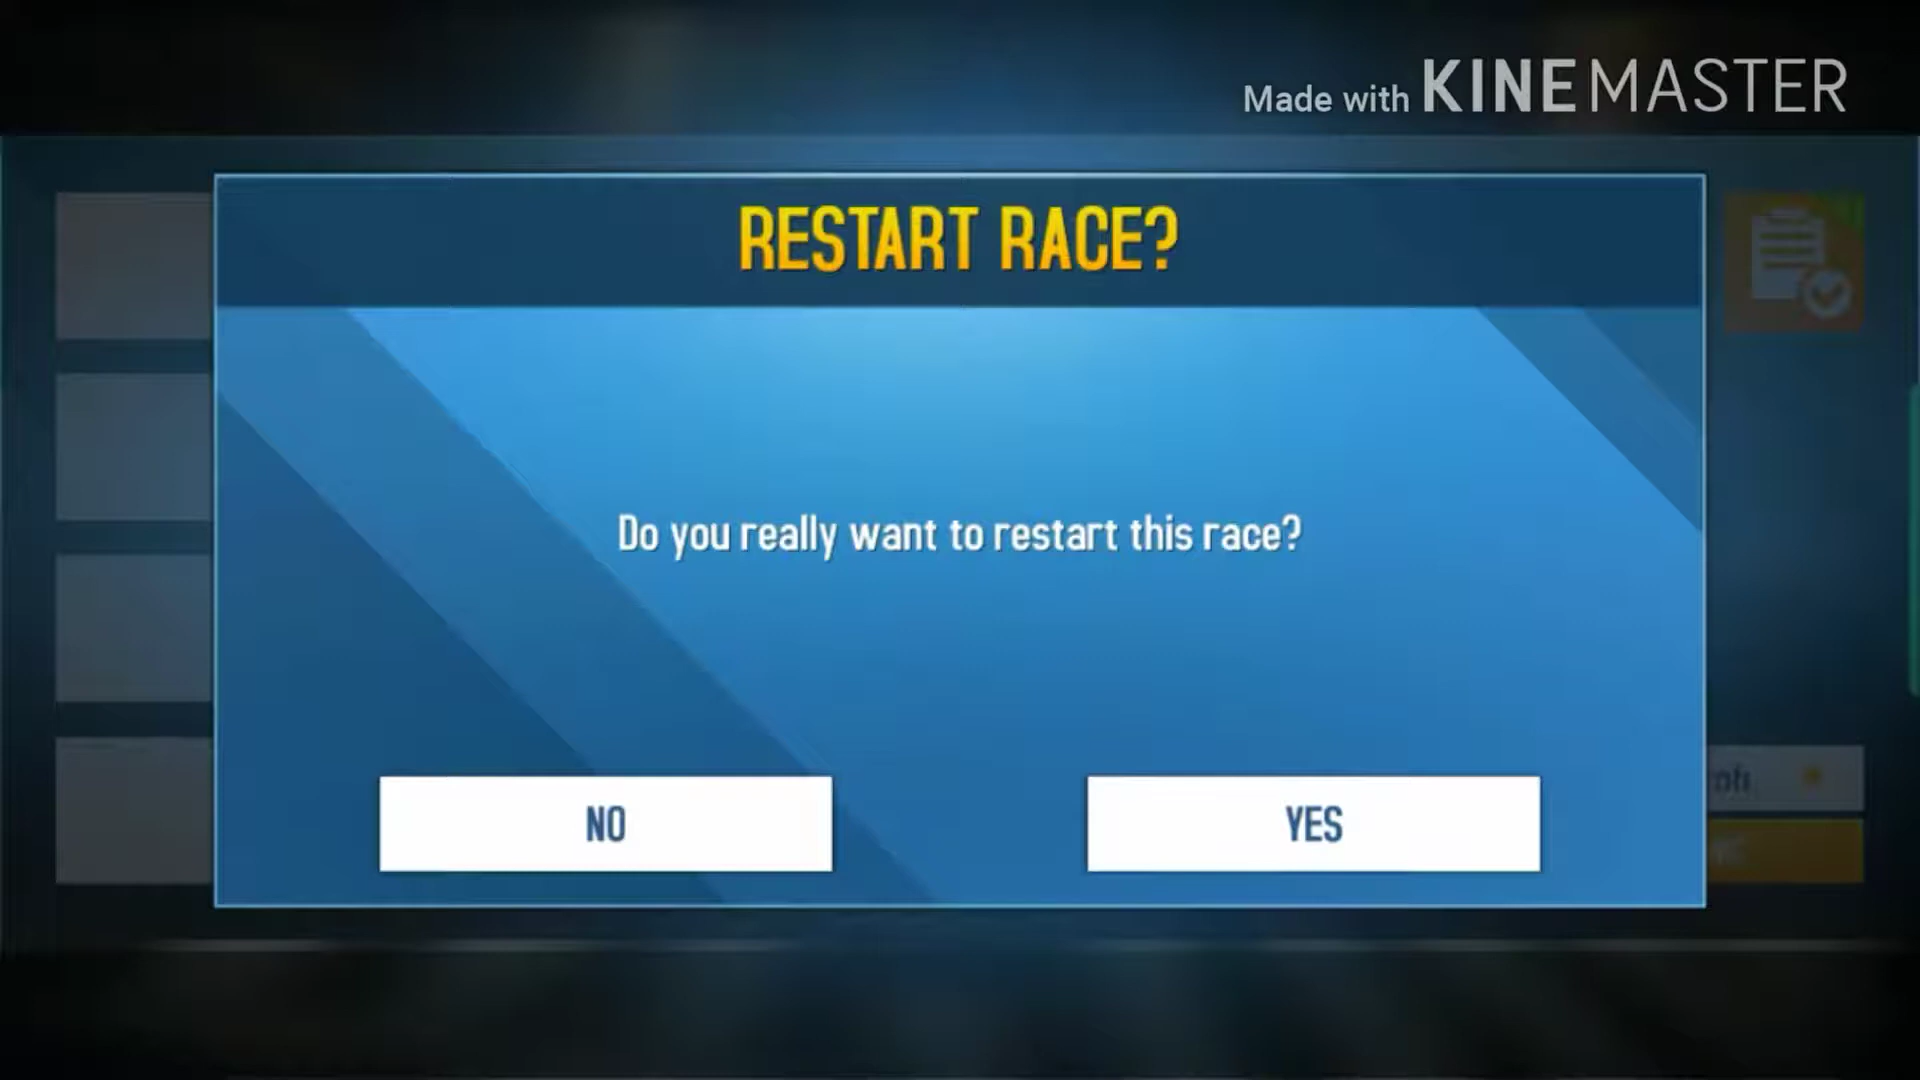 Made with KINEMASTER
RESTART RACE?
Do you really want to restart this race?
NO
YES